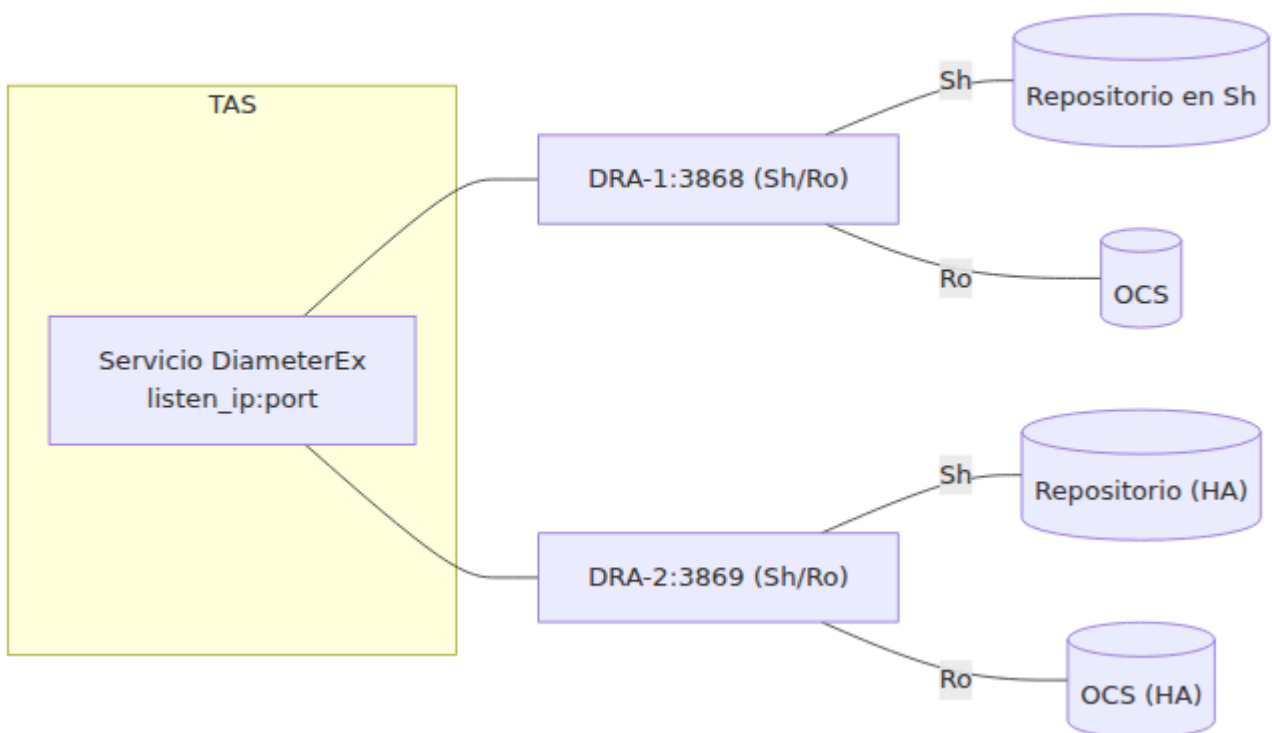 TAS
Servicio DiameterEx
listen_ip:port
DRA-1:3868 (Sh/Ro)
Sh
Repositorio en Sh
Ro
OCS
DRA-2:3869 (Sh/Ro)
Sh
Repositorio (HA)
Ro
OCS (HA)